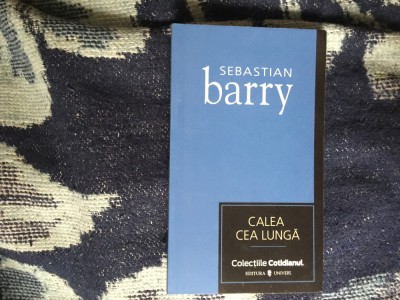 SEBASTIAN
barry
CALEA
CEA LUNGĂ
Colecțiile Cotidianul.
EDITURA UNIVERS